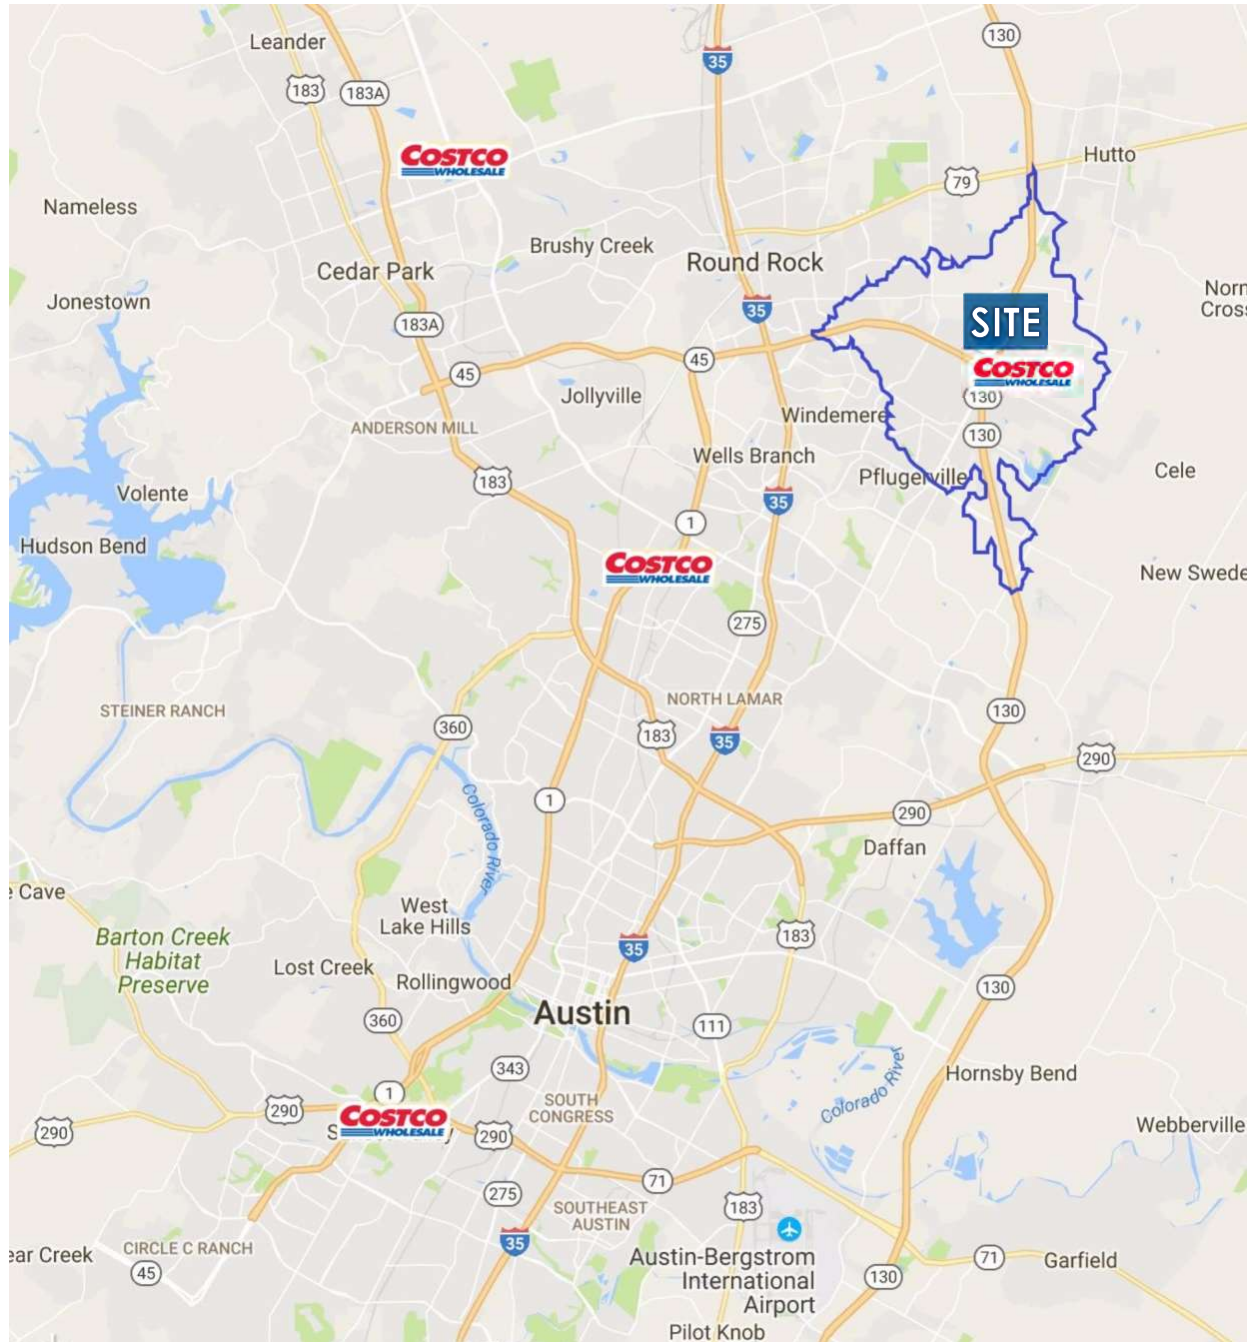 Leander
130
35
183
183A
COSTCO
WHOLESALE
Hutto
79
Nameless
Brushy Creek
Round Rock
Cedar Park
Jonestown
35
SITE
183A
45
COSTCO
WHOLESALE
45
130
Jollyville
Windemere
ANDERSON MILL
130
Wells Branch
183
Pflugerville
Cele
Volente
35
1
Hudson Bend
COSTCO
WHOLESALE
New Swede
275
NORTH LAMAR
STEINER RANCH
130
360
183
35
290
Colorado River
1
290
Daffan
Cave
West
Lake Hills
183
Barton Creek
Habitat
Preserve
35
Lost Creek
Rollingwood
130
Austin
360
111
343
Hornsby Bend
Colorado River
1
SOUTH
CONGRESS
290
COSTCO
WHOLESALE
290
290
Webberville
71
275
183
SOUTHEAST
AUSTIN
35
CIRCLE C RANCH
Austin-Bergstrom
International
Airport
ear Creek
45
71
Garfield
130
Pilot Knob